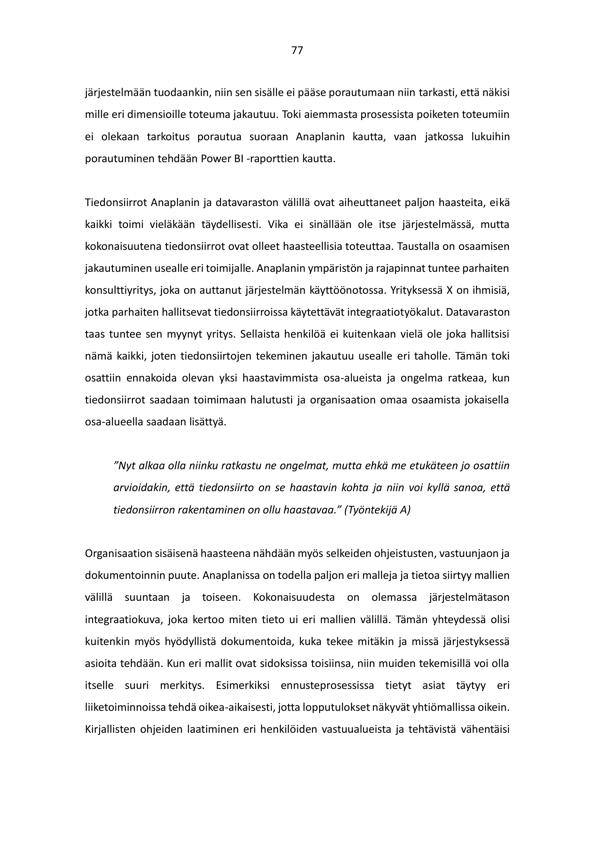 77
järjestelmään tuodaankin, niin sen sisälle ei pääse porautumaan niin tarkasti, että näkisi
mille eri dimensioille toteuma jakautuu. Toki aiemmasta prosessista poiketen toteumiin
ei olekaan tarkoitus porautua suoraan Anaplanin kautta, vaan jatkossa lukuihin
porautuminen tehdään Power BI -raporttien kautta.
Tiedonsiirrot Anaplanin ja datavaraston välillä ovat aiheuttaneet paljon haasteita, eikä
kaikki toimi vieläkään täydellisesti. Vika ei sinällään ole itse järjestelmässä, mutta
kokonaisuutena tiedonsiirrot ovat olleet haasteellisia toteuttaa. Taustalla on osaamisen
jakautuminen usealle eri toimijalle. Anaplanin ympäristön ja rajapinnat tuntee parhaiten
konsulttiyritys, joka on auttanut järjestelmän käyttöönotossa. Yrityksessä X on ihmisiä,
jotka parhaiten hallitsevat tiedonsiirroissa käytettävät integraatiotyökalut. Datavaraston
taas tuntee sen myynyt yritys. Sellaista henkilöä ei kuitenkaan vielä ole joka hallitsisi
nämä kaikki, joten tiedonsiirtojen tekeminen jakautuu usealle eri taholle. Tämän toki
osattiin ennakoida olevan yksi haastavimmista osa-alueista ja ongelma ratkeaa, kun
tiedonsiirrot saadaan toimimaan halutusti ja organisaation omaa osaamista jokaisella
osa-alueella saadaan lisättyä.
”Nyt alkaa olla niinku ratkastu ne ongelmat, mutta ehkä me etukäteen jo osattiin
arvioidakin, että tiedonsiirto on se haastavin kohta ja niin voi kyllä sanoa, että
tiedonsiirron rakentaminen on ollu haastavaa.” (Työntekijä A)
Organisaation sisäisenä haasteena nähdään myös selkeiden ohjeistusten, vastuunjaon ja
dokumentoinnin puute. Anaplanissa on todella paljon eri malleja ja tietoa siirtyy mallien
välillä suuntaan ja toiseen. Kokonaisuudesta on olemassa järjestelmätason
integraatiokuva, joka kertoo miten tieto ui eri mallien välillä. Tämän yhteydessä olisi
kuitenkin myös hyödyllistä dokumentoida, kuka tekee mitäkin ja missä järjestyksessä
asioita tehdään. Kun eri mallit ovat sidoksissa toisiinsa, niin muiden tekemisillä voi olla
itselle suuri merkitys. Esimerkiksi ennusteprosessissa tietyt asiat täytyy eri
liiketoiminnoissa tehdä oikea-aikaisesti, jotta lopputulokset näkyvät yhtiömallissa oikein.
Kirjallisten ohjeiden laatiminen eri henkilöiden vastuualueista ja tehtävistä vähentäisi